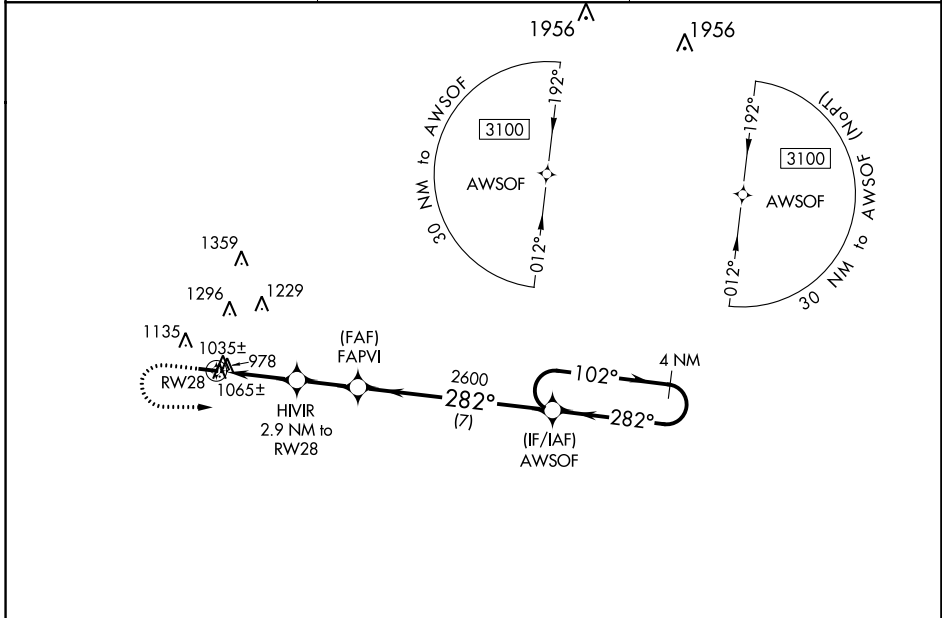 1956
1956
30 NM to AWSOF
192°
3100
AWSOF
012°
30 NM to AWSOF (NoPT)
192°
3100
AWSOF
012°
1359
1296
1229
1135
1035±
978
1065±
RW28
HIVIR
2.9 NM to
RW28
(FAF)
FAPVI
2600
282°
(7)
(IF/IAF)
AWSOF
102°
4 NM
282°